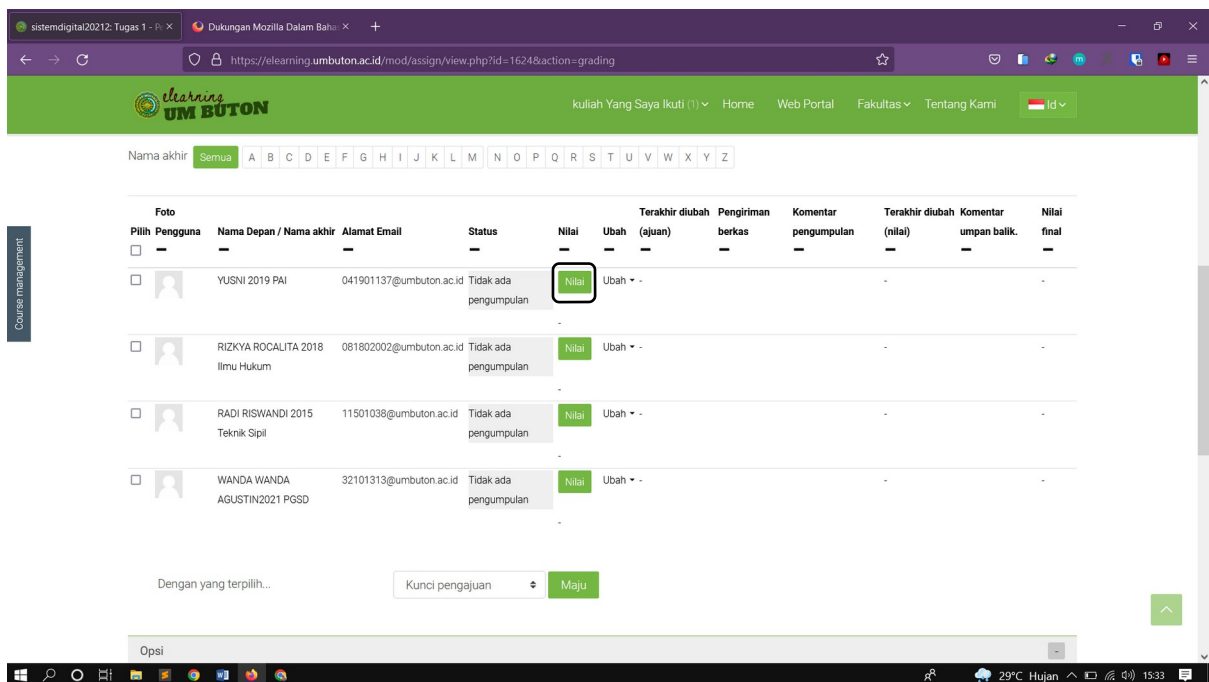 sistemdigital20212: Tugas 1 - Pe
Dukungan Mozilla Dalam Baha
https://elearning.umbuton.ac.id/mod/assign/view.php?id=1624&action=grading
elearning
UM BUTON
kuliah Yang Saya Ikuti (1) Home Web Portal Fakultas Tentang Kami Id
Nama akhir Semua A B C D E F G H I J K L M N O P Q R S T U V W X Y Z
Course management
Foto Terakhir diubah Pengiriman Komentar Terakhir diubah Komentar Nilai
Pilih Pengguna Nama Depan / Nama akhir Alamat Email Status Nilai Ubah (ajuan) berkas pengumpulan (nilai) umpan balik. final
YUSNI 2019 PAI 041901137@umbuton.ac.id Tidak ada Nilai Ubah - - -
pengumpulan
-
RIZKYA ROCALITA 2018 081802002@umbuton.ac.id Tidak ada Nilai Ubah - - -
Ilmu Hukum pengumpulan
-
RADI RISWANDI 2015 11501038@umbuton.ac.id Tidak ada Nilai Ubah - - -
Teknik Sipil pengumpulan
-
WANDA WANDA 32101313@umbuton.ac.id Tidak ada Nilai Ubah - - -
AGUSTIN2021 PGSD pengumpulan
-
Dengan yang terpilih... Kunci pengajuan Maju
Opsi -
29°C Hujan 15:33